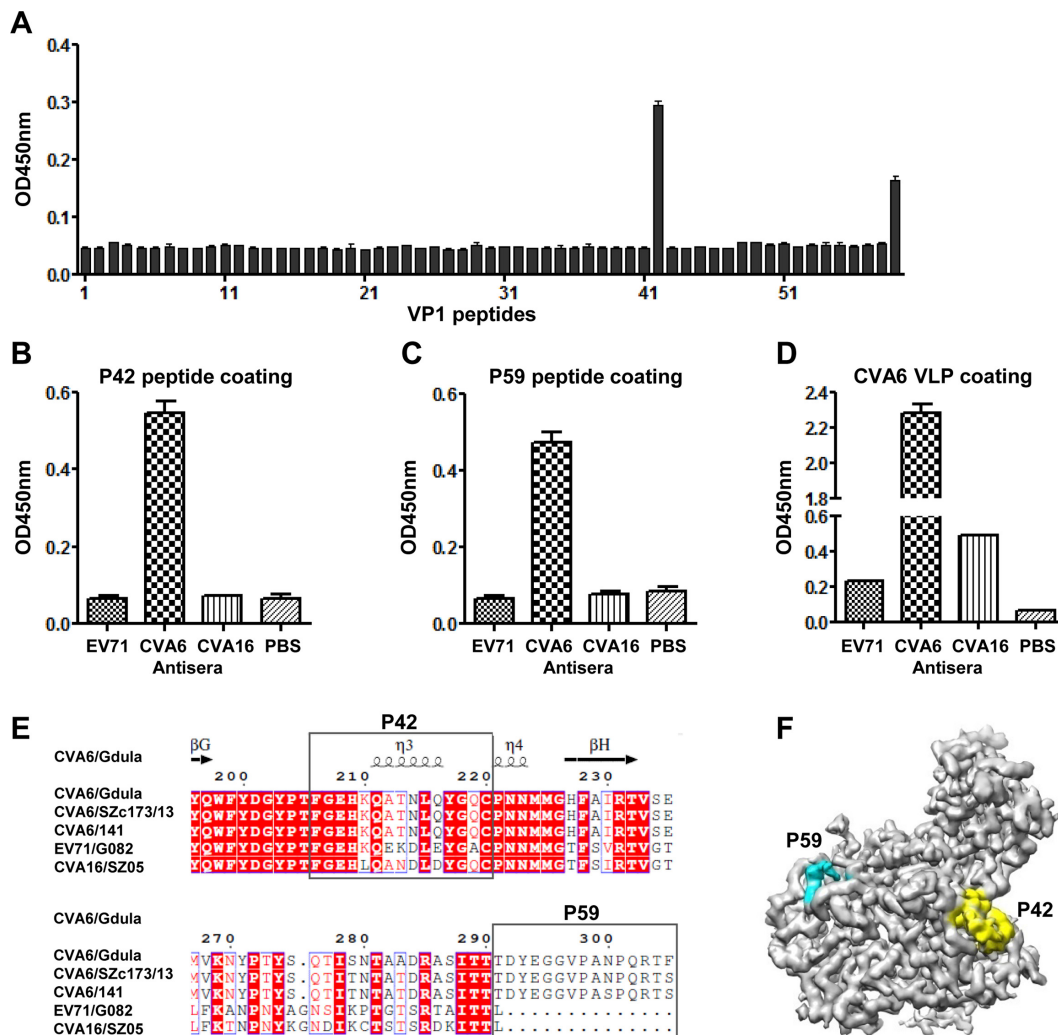 A
OD450nm
0.4
0.3
0.2
0.1
0.0
1 11 21 31 41 51
VP1 peptides
B
P42 peptide coating
OD450nm
0.6
0.4
0.2
0.0
EV71 CVA6 CVA16 PBS
Antisera
C
P59 peptide coating
OD450nm
0.6
0.4
0.2
0.0
EV71 CVA6 CVA16 PBS
Antisera
D
CVA6 VLP coating
OD450nm
2.4
2.2
2.0
1.8
0.6
0.4
0.2
0.0
EV71 CVA6 CVA16 PBS
Antisera
E
P42
CVA6/Gdula βG η3 η4 βH
200 210 220 230
CVA6/Gdula YQWFYDGYPTFGEHKQATNLQYGQCPNNMMGHFAIRTVSE
CVA6/SZc173/13 YQWFYDGYPTFGEHKQATNLQYGQCPNNMMGHFAIRTVSE
CVA6/141 YQWFYDGYPTFGEHKQATNLQYGQCPNNMMGHFAIRTVSE
EV71/G082 YQWFYDGYPTFGEHKQEKDLEYGACPNNMMGTFSVRTVGT
CVA16/SZ05 YQWFYDGYPTFGEHLQANDLDYGACPNNMMGTFSIRTVGT
P59
CVA6/Gdula
270 280 290 300
CVA6/Gdula MVKNYPTYS.QTISNTAADRASITTTDYEGGVPANPQRTF
CVA6/SZc173/13 MVKNYPTYS.QTITNTATDRASITTTDYEGGVPANPQRTS
CVA6/141 MVKNYPTYS.QTITNTATDRASITTTDYEGGVPASPQRTS
EV71/G082 LFKANPNYAGNSIKPTGTSRTAITTL..............
CVA16/SZ05 LFKTNPNYKGNDIKCTSTSRDKITTL..............
F
P59
P42